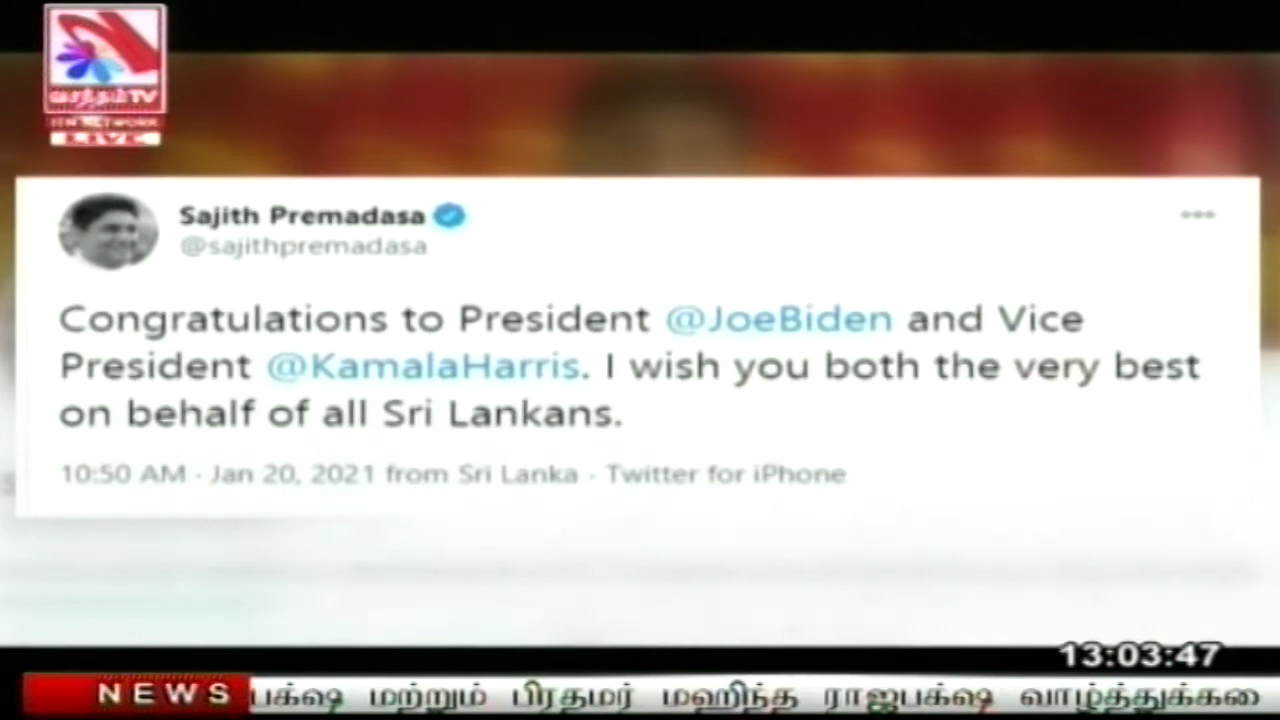 வசந்தம்TV
ITN NETWORK
LIVE
Sajith Premadasa
@sajithpremadasa
Congratulations to President @JoeBiden and Vice
President @KamalaHarris. I wish you both the very best
on behalf of all Sri Lankans.
10:50 AM · Jan 20, 2021 from Sri Lanka · Twitter for iPhone
13:03:47
NEWS பக்ஷ மற்றும் பிரதமர் மஹிந்த ராஜபக்ஷ வாழ்த்துக்கை